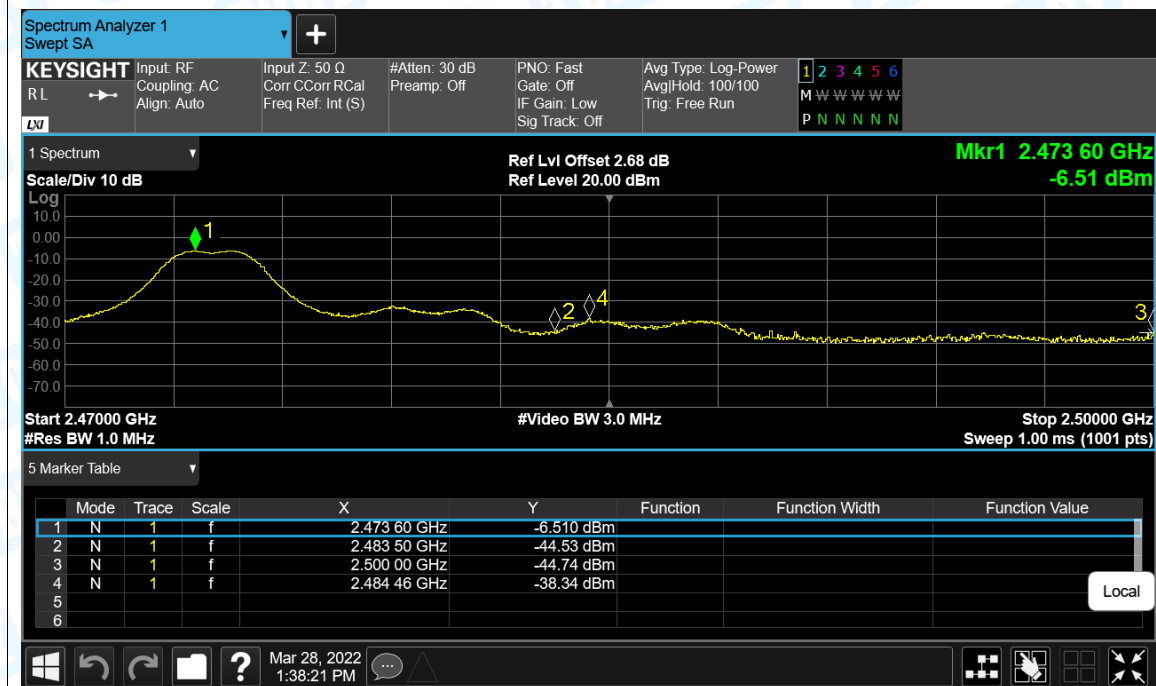 Spectrum Analyzer 1
Swept SA
+
KEYSIGHT
R L
LXI
Input: RF
Coupling: AC
Align: Auto
Input Z: 50 Ω
Corr CCorr RCal
Freq Ref: Int (S)
#Atten: 30 dB
Preamp: Off
PNO: Fast
Gate: Off
IF Gain: Low
Sig Track: Off
Avg Type: Log-Power
Avg|Hold: 100/100
Trig: Free Run
1 2 3 4 5 6
M W W W W W
P N N N N N
1 Spectrum
Scale/Div 10 dB
Ref Lvl Offset 2.68 dB
Ref Level 20.00 dBm
Mkr1 2.473 60 GHz
-6.51 dBm
Log
10.0
0.00
-10.0
-20.0
-30.0
-40.0
-50.0
-60.0
-70.0
1
2
4
3
Start 2.47000 GHz
#Video BW 3.0 MHz
Stop 2.50000 GHz
#Res BW 1.0 MHz
Sweep 1.00 ms (1001 pts)
5 Marker Table
Mode Trace Scale X Y Function Function Width Function Value
1 N 1 f 2.473 60 GHz -6.510 dBm
2 N 1 f 2.483 50 GHz -44.53 dBm
3 N 1 f 2.500 00 GHz -44.74 dBm
4 N 1 f 2.484 46 GHz -38.34 dBm
5
6
Local
?
Mar 28, 2022
1:38:21 PM